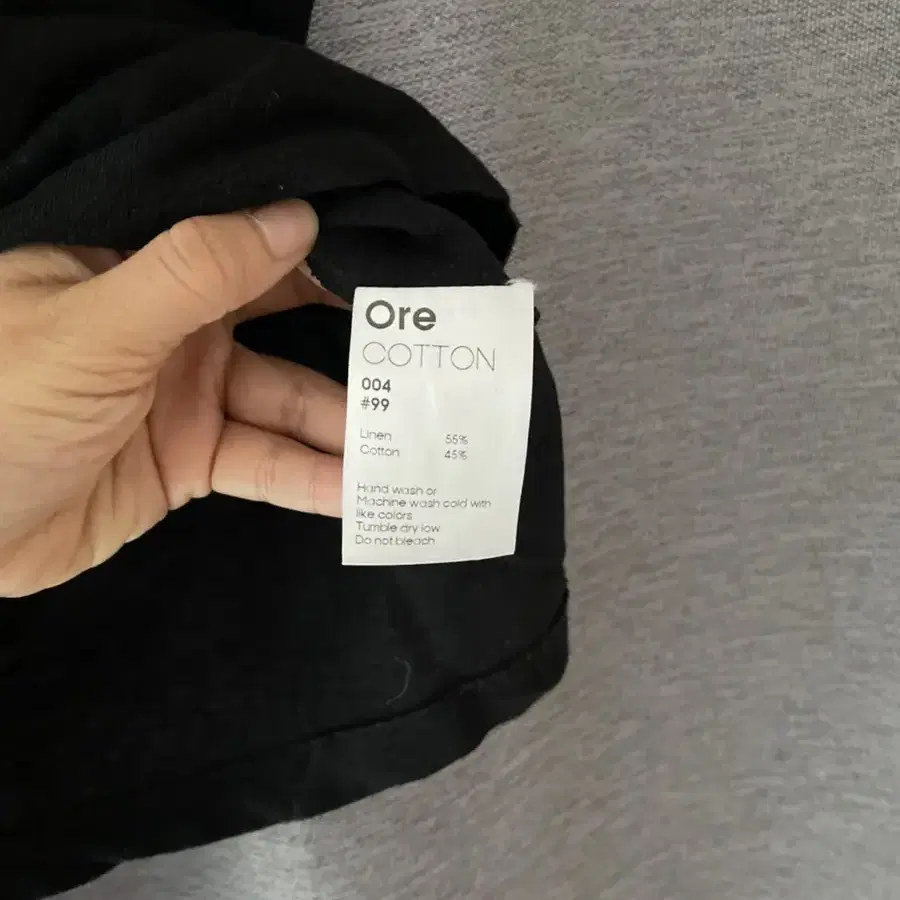 Ore
COTTON
004
#99
Linen 55%
Cotton 45%
Hand wash or
Machine wash cold with
like colors
Tumble dry low
Do not bleach